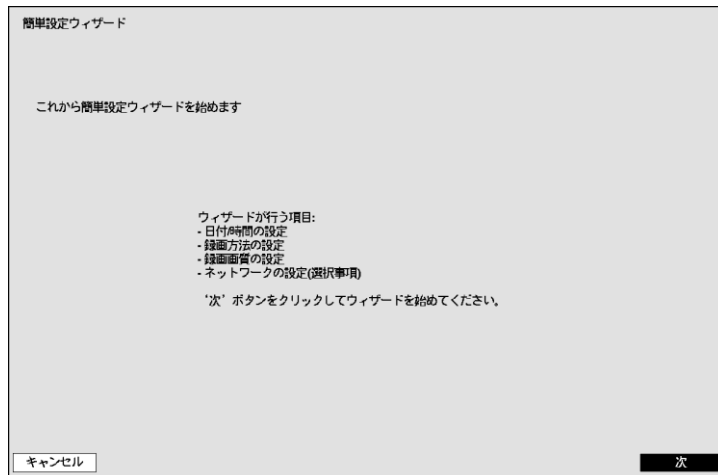 簡単設定ウィザード
これから簡単設定ウィザードを始めます
ウィザードが行う項目:
- 日付/時間の設定
- 録画方法の設定
- 録画画質の設定
- ネットワークの設定(選択事項)
‘次’ボタンをクリックしてウィザードを始めてください。
キャンセル
次